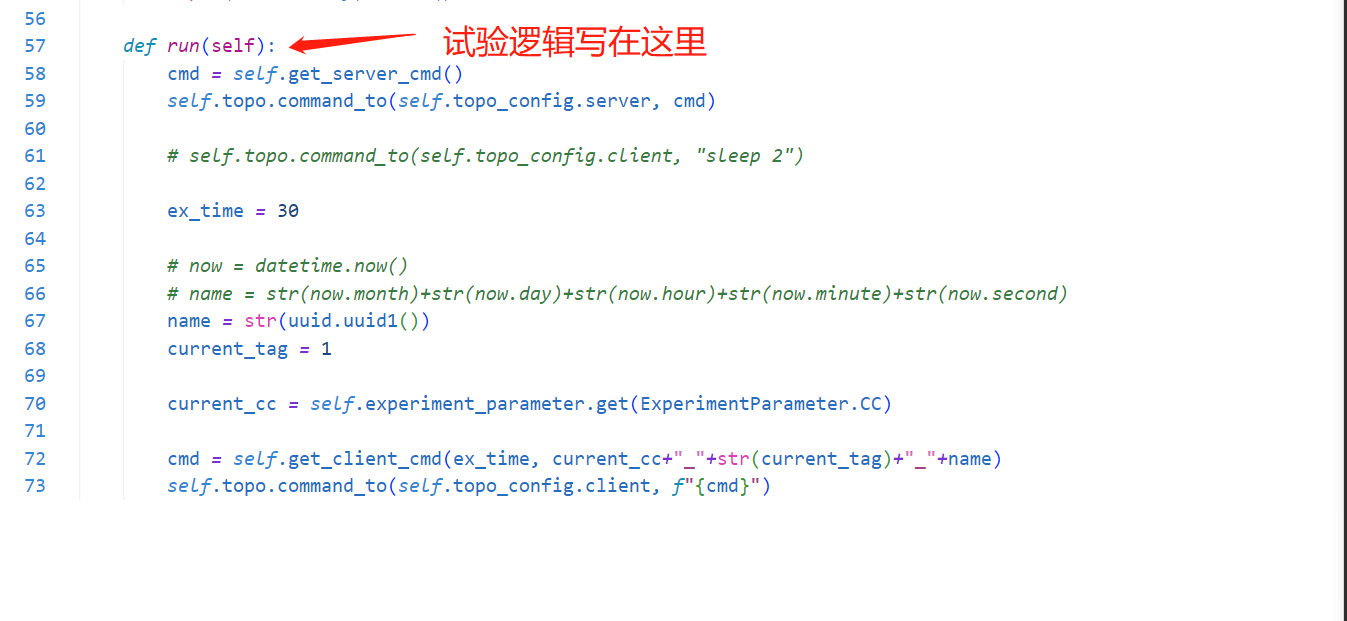 56
57 def run(self): 试验逻辑写在这里
58 cmd = self.get_server_cmd()
59 self.topo.command_to(self.topo_config.server, cmd)
60
61 # self.topo.command_to(self.topo_config.client, "sleep 2")
62
63 ex_time = 30
64
65 # now = datetime.now()
66 # name = str(now.month)+str(now.day)+str(now.hour)+str(now.minute)+str(now.second)
67 name = str(uuid.uuid1())
68 current_tag = 1
69
70 current_cc = self.experiment_parameter.get(ExperimentParameter.CC)
71
72 cmd = self.get_client_cmd(ex_time, current_cc+"_"+str(current_tag)+"_"+name)
73 self.topo.command_to(self.topo_config.client, f"{cmd}")